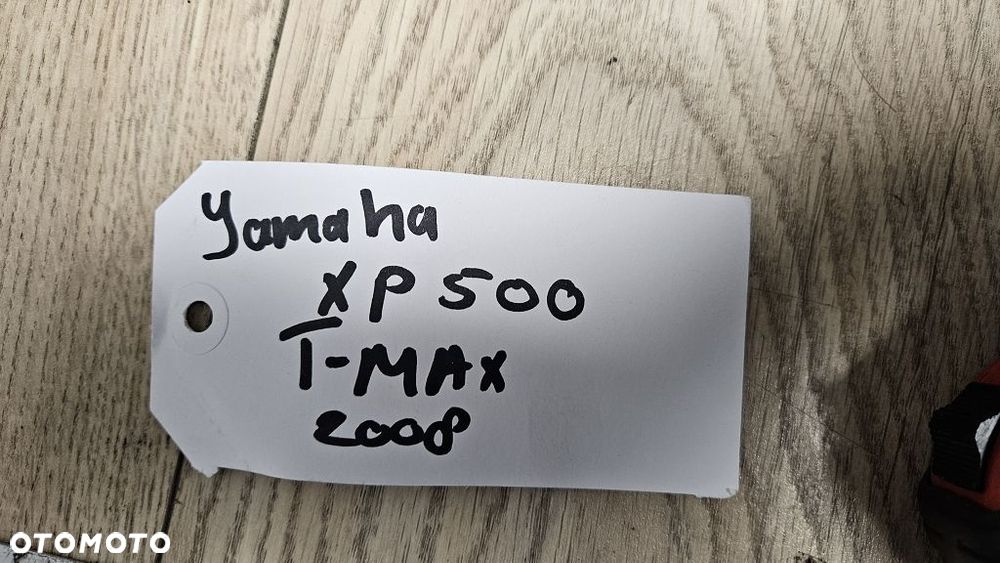 Yamaha
XP 500
T-MAX
2008
OTOMOTO